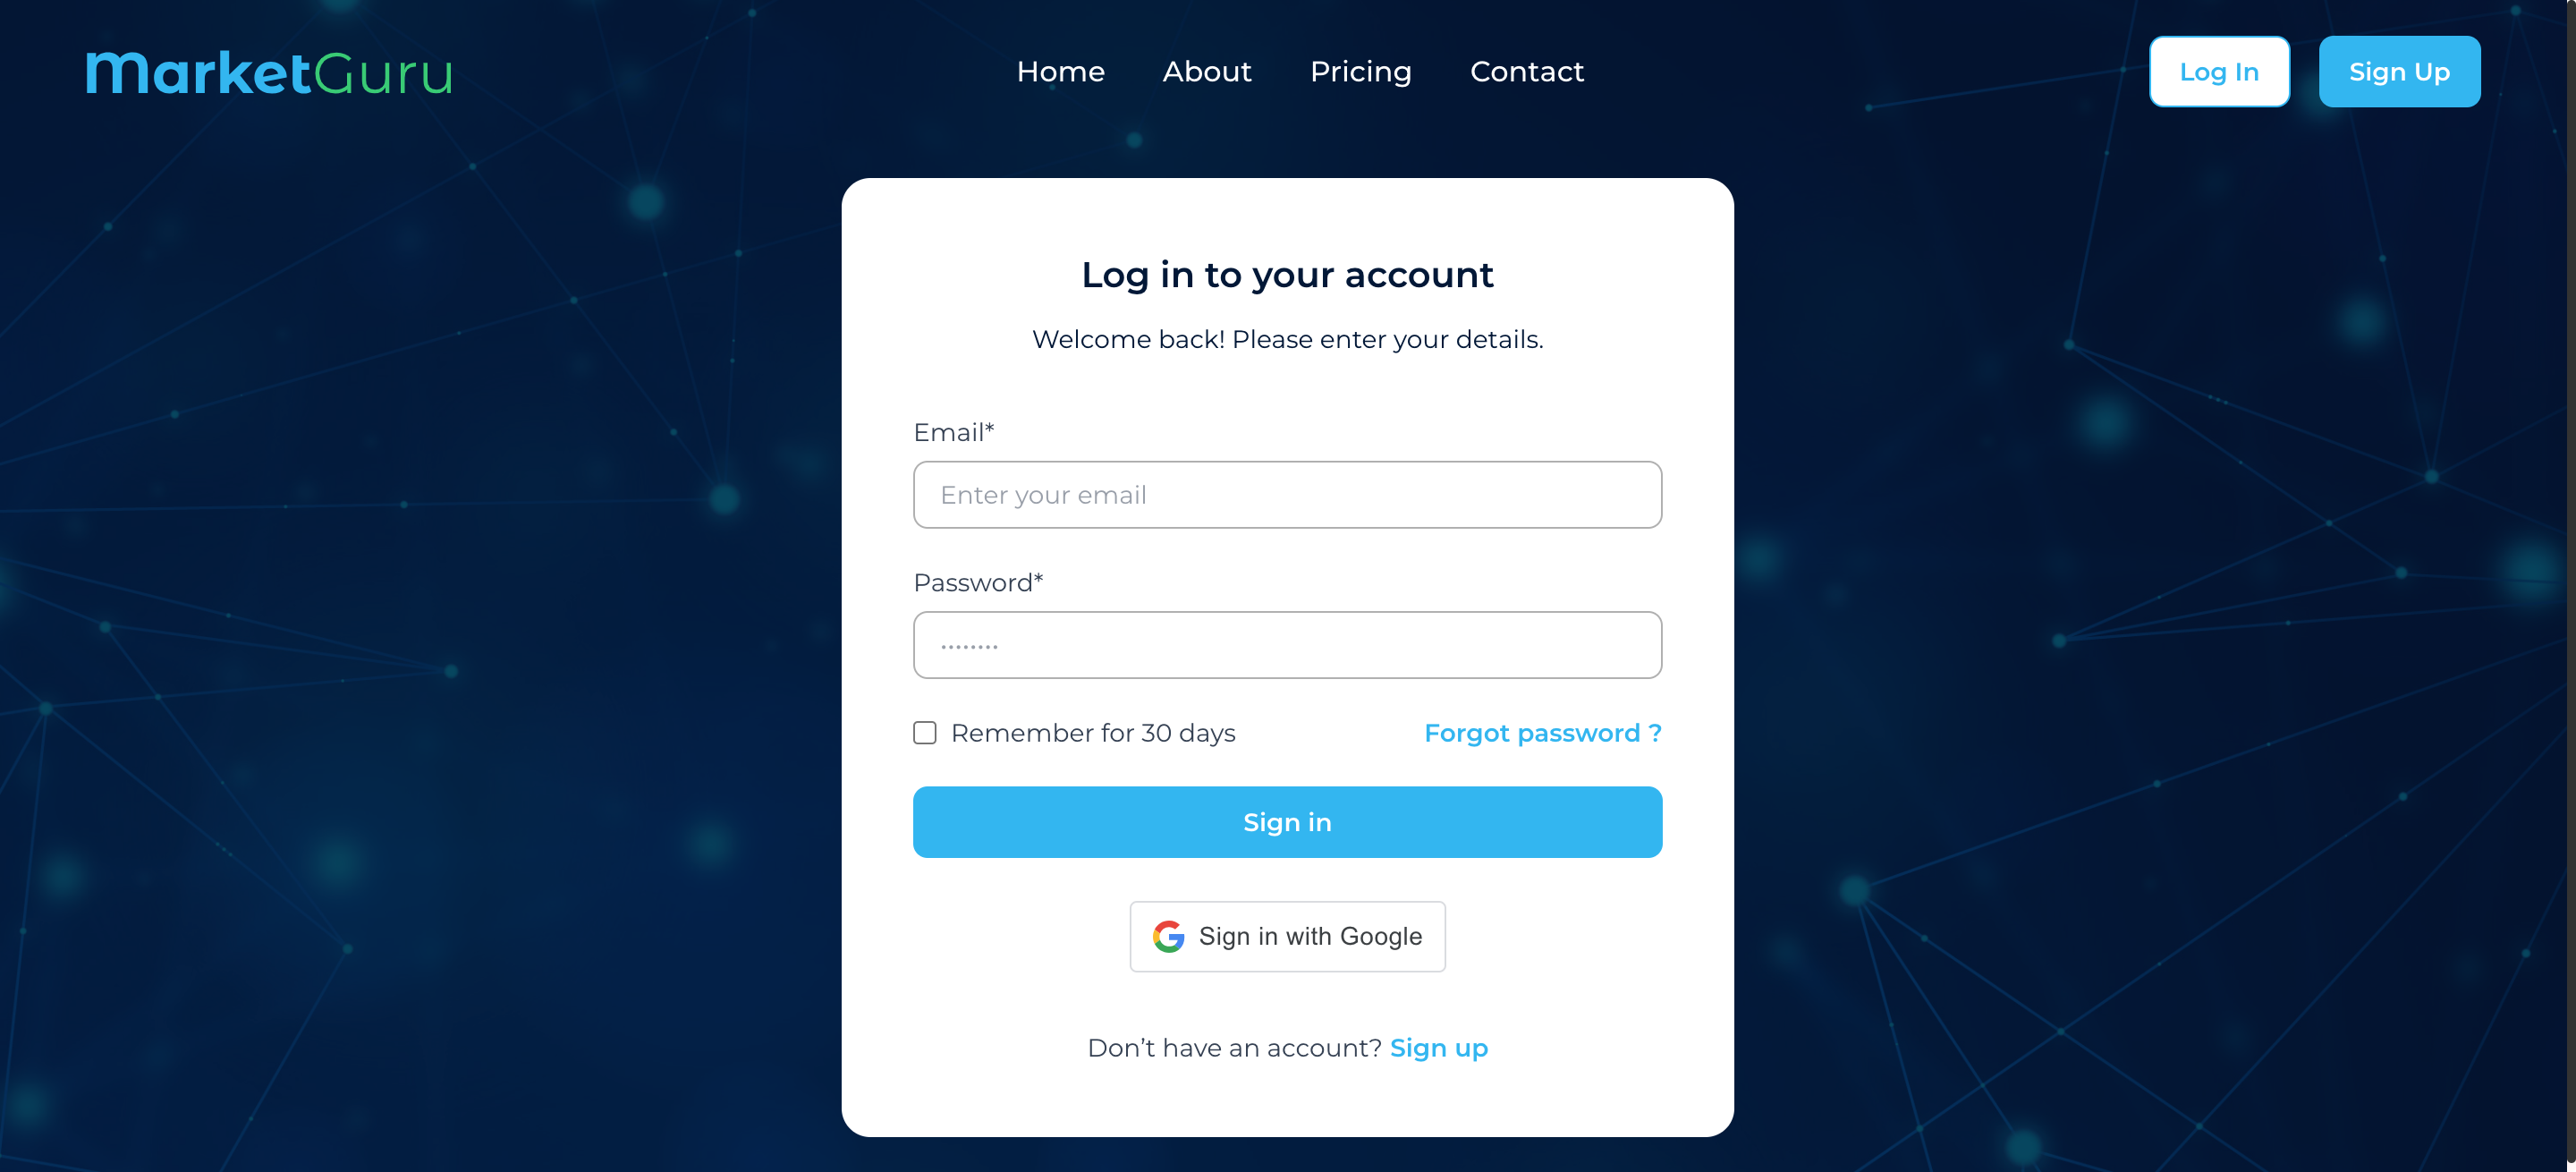 MarketGuru
Home About Pricing Contact
Log In Sign Up
Log in to your account
Welcome back! Please enter your details.
Email*
Enter your email
Password*
••••••••
Remember for 30 days Forgot password ?
Sign in
Sign in with Google
Don’t have an account? Sign up